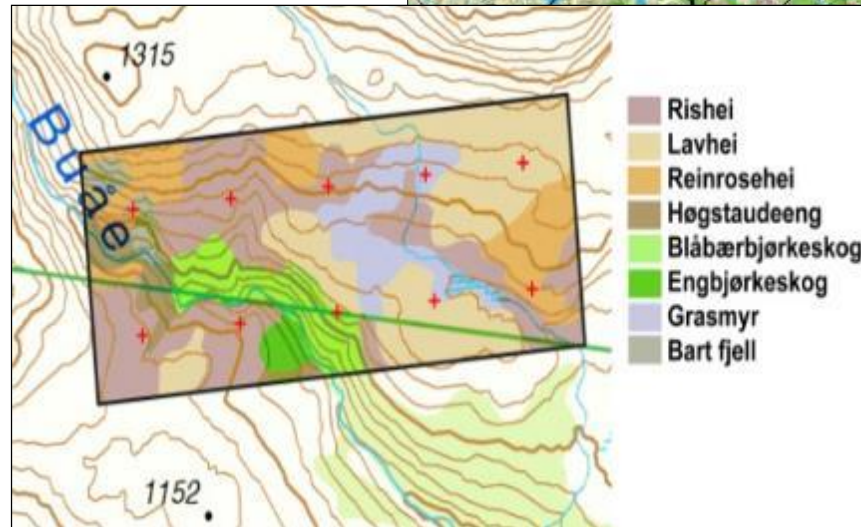 1315
Buåe
1152
Rishei
Lavhei
Reinrosehei
Høgstaudeeng
Blåbærbjørkeskog
Engbjørkeskog
Grasmyr
Bart fjell